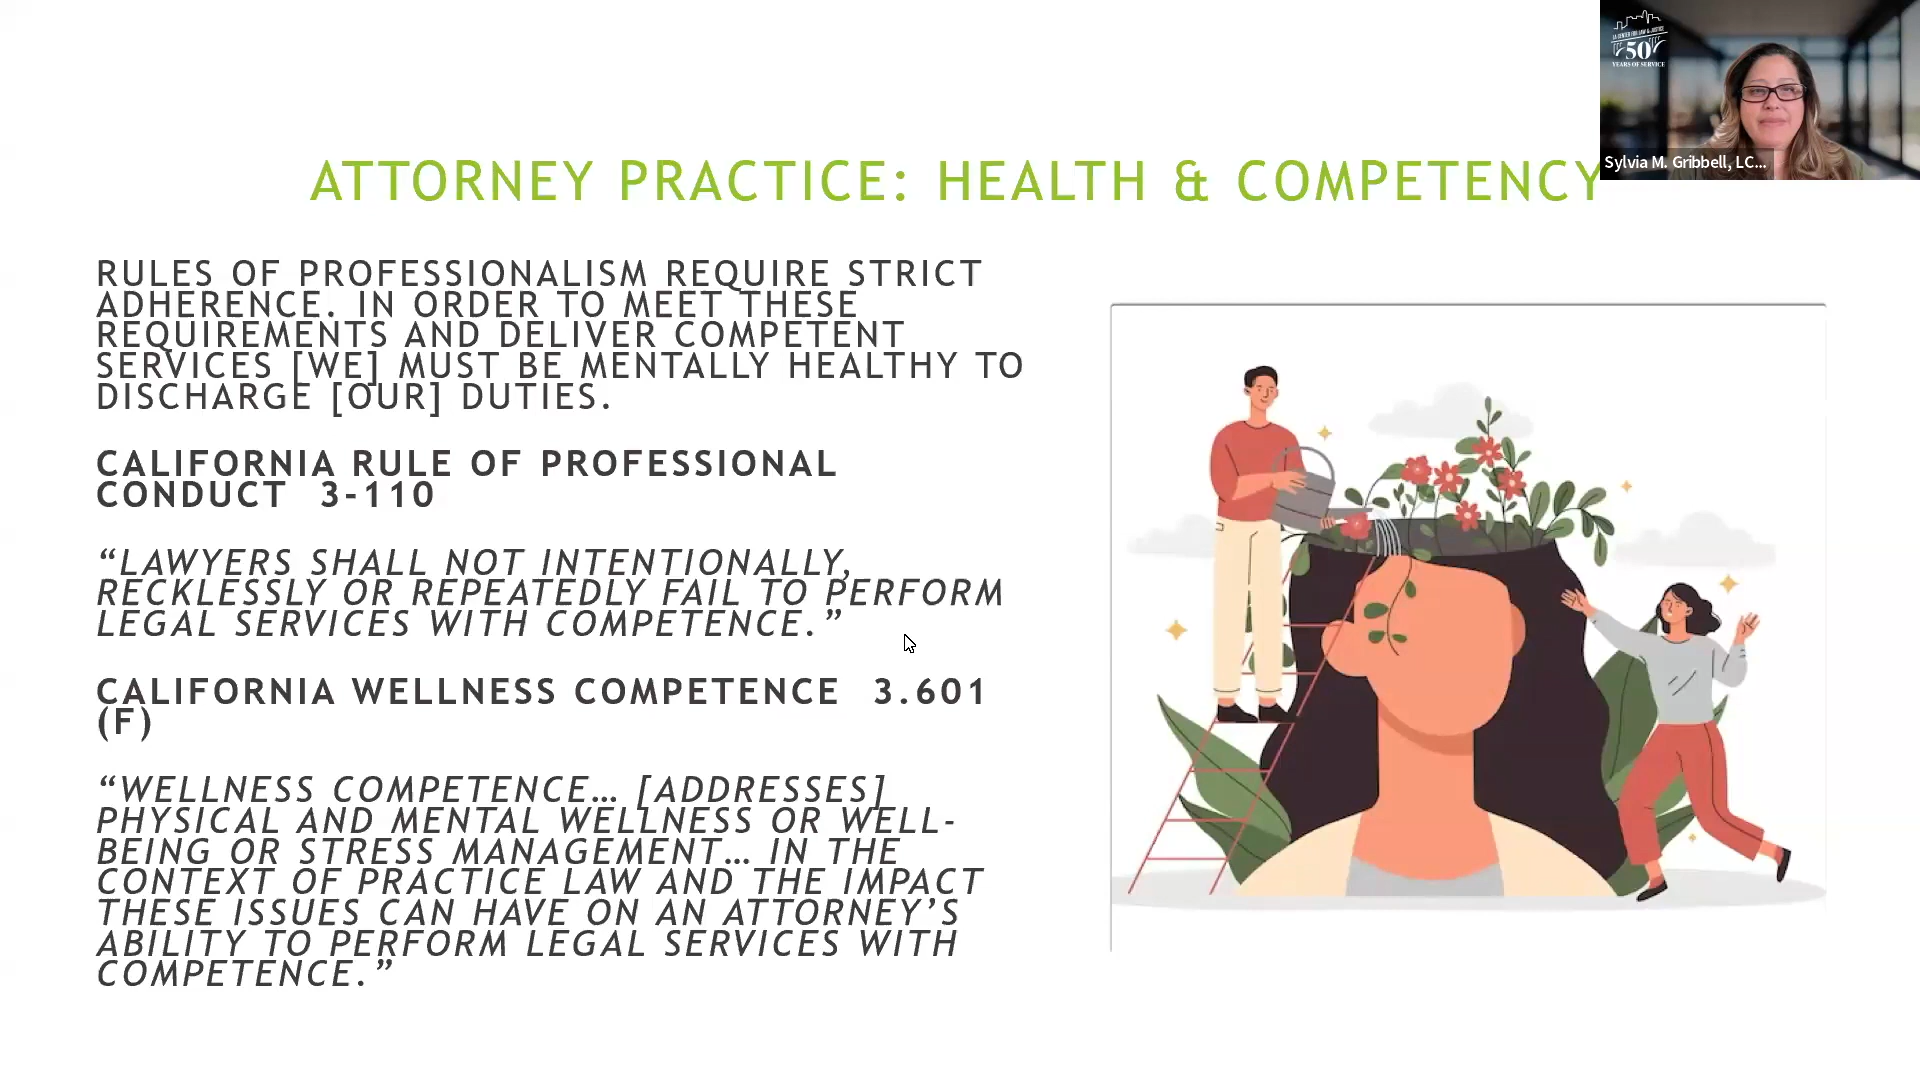 LA CENTER FOR LAW & JUSTICE
50
YEARS OF SERVICE
Sylvia M. Gribbell, LC...
ATTORNEY PRACTICE: HEALTH & COMPETENCY
RULES OF PROFESSIONALISM REQUIRE STRICT
ADHERENCE. IN ORDER TO MEET THESE
REQUIREMENTS AND DELIVER COMPETENT
SERVICES [WE] MUST BE MENTALLY HEALTHY TO
DISCHARGE [OUR] DUTIES.
CALIFORNIA RULE OF PROFESSIONAL
CONDUCT 3-110
“LAWYERS SHALL NOT INTENTIONALLY,
RECKLESSLY OR REPEATEDLY FAIL TO PERFORM
LEGAL SERVICES WITH COMPETENCE.”
CALIFORNIA WELLNESS COMPETENCE 3.601
(F)
“WELLNESS COMPETENCE… [ADDRESSES]
PHYSICAL AND MENTAL WELLNESS OR WELL-
BEING OR STRESS MANAGEMENT… IN THE
CONTEXT OF PRACTICE LAW AND THE IMPACT
THESE ISSUES CAN HAVE ON AN ATTORNEY’S
ABILITY TO PERFORM LEGAL SERVICES WITH
COMPETENCE.”